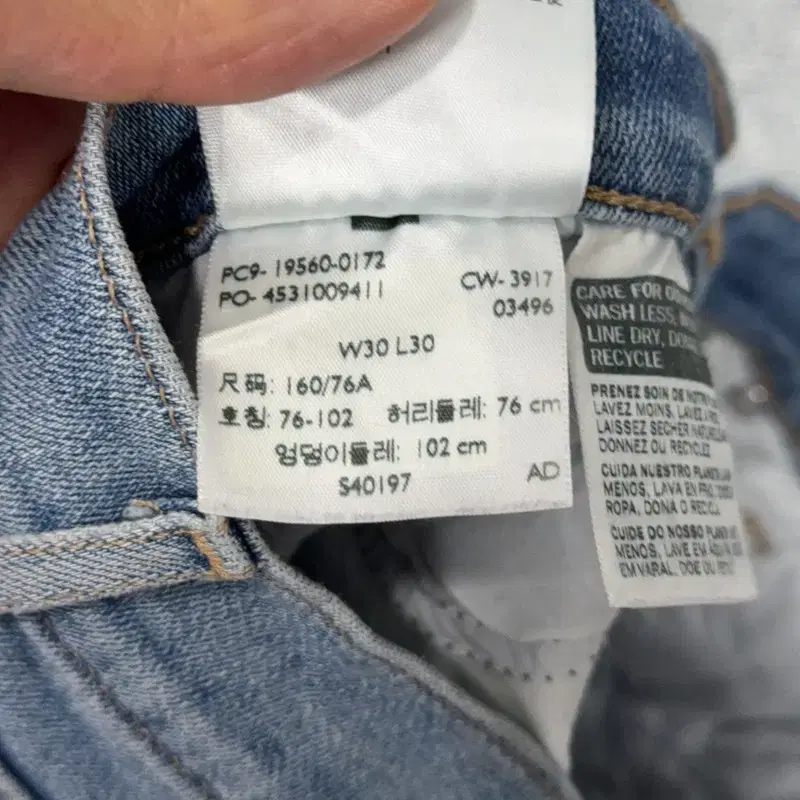 PC9- 19560-0172
PO- 4531009411
CW- 3917
03496
W30 L30
尺码: 160/76A
호칭: 76-102 허리둘레: 76 cm
엉덩이둘레: 102 cm
S40197
AD
CARE FOR
WASH LESS,
LINE DRY,
RECYCLE
PRENEZ SOIN DE
LAVEZ MOINS, LAVEZ
LAISSEZ SECHER
DONNEZ OU RECYCLEZ
CUIDA NUESTRO
MENOS, LAVA EN
ROPA, DONA O RECICLA
CUIDE DO NOSSO
MENOS, LAVE EM
EM VARAL, DOE OU